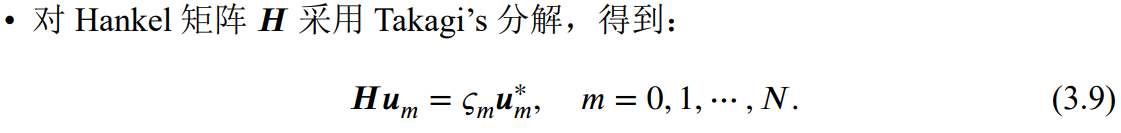 • 对 Hankel 矩阵 H 采用 Takagi’s 分解，得到：
Hu_m = ς_m u_m^*, m = 0, 1, ⋯ , N. (3.9)